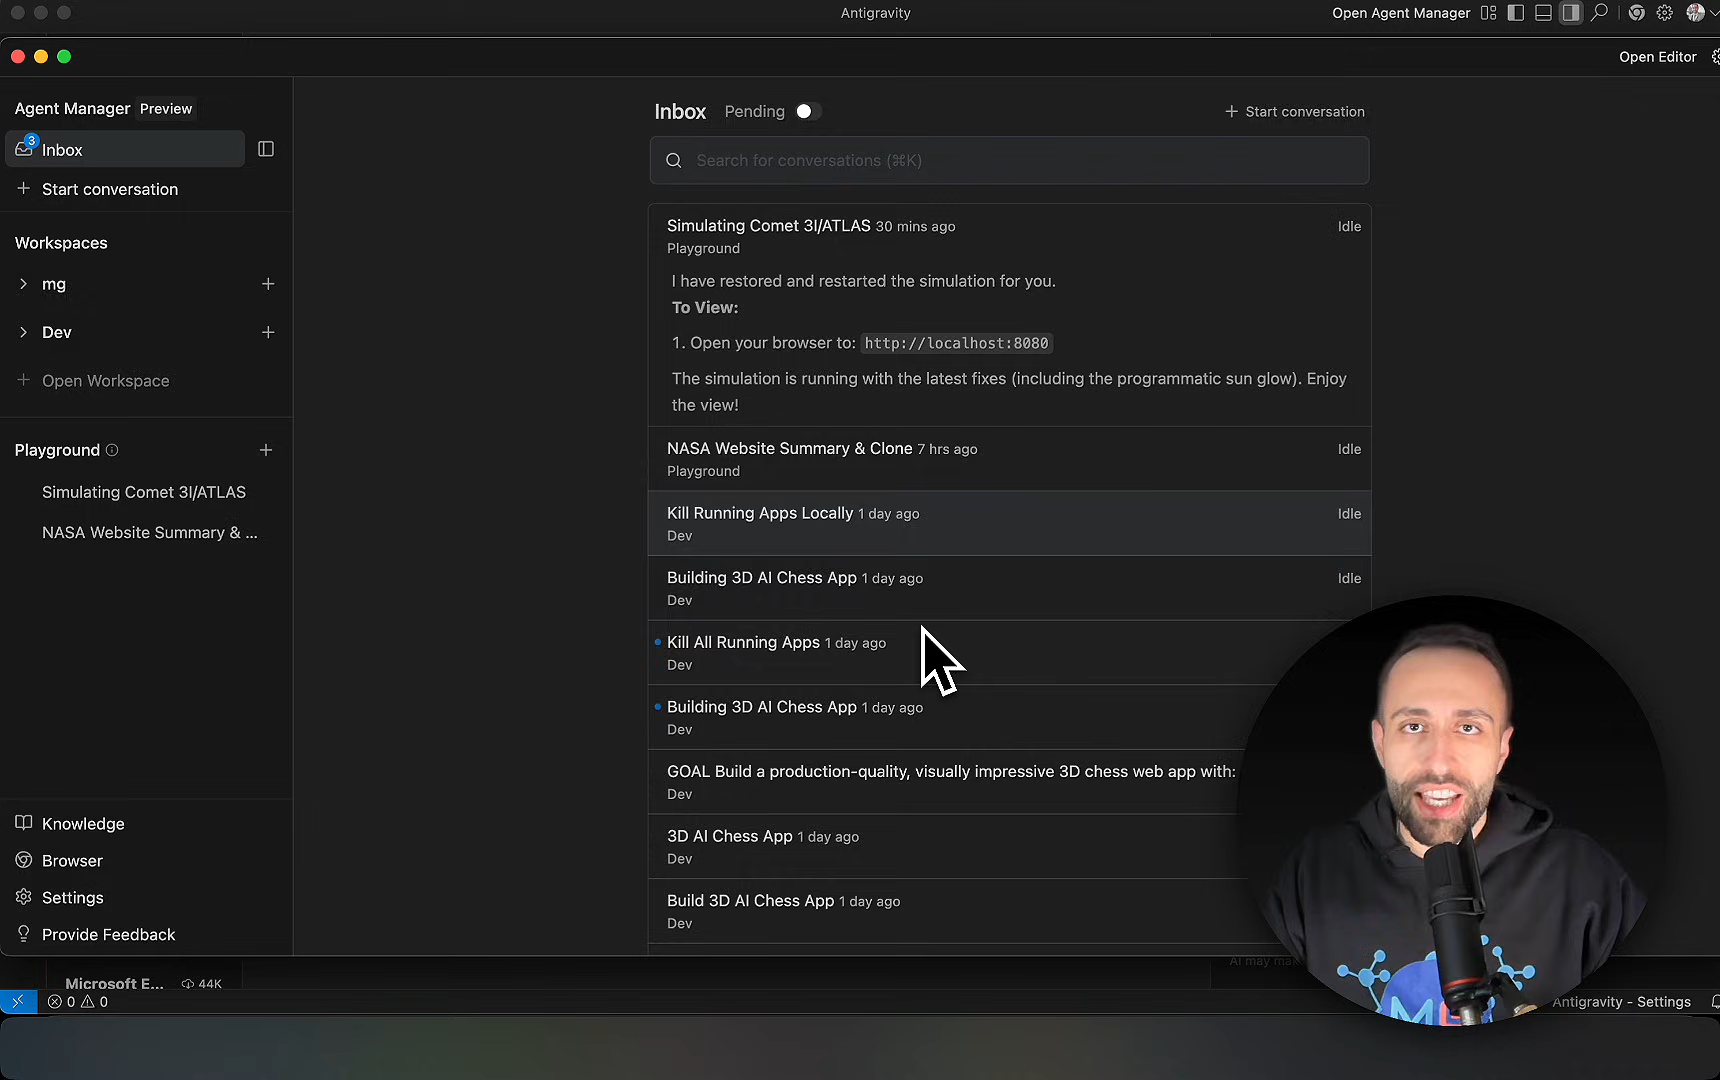 Antigravity
Open Agent Manager
Open Editor
Agent Manager Preview
3
Inbox
Start conversation
Workspaces
mg
Dev
Open Workspace
Playground
Simulating Comet 3I/ATLAS
NASA Website Summary & ...
Knowledge
Browser
Settings
Provide Feedback
Inbox Pending
Start conversation
Search for conversations (⌘K)
Simulating Comet 3I/ATLAS 30 mins ago Idle
Playground
I have restored and restarted the simulation for you.
To View:
1. Open your browser to: http://localhost:8080
The simulation is running with the latest fixes (including the programmatic sun glow). Enjoy
the view!
NASA Website Summary & Clone 7 hrs ago Idle
Playground
Kill Running Apps Locally 1 day ago Idle
Dev
Building 3D AI Chess App 1 day ago Idle
Dev
Kill All Running Apps 1 day ago
Dev
Building 3D AI Chess App 1 day ago
Dev
GOAL Build a production-quality, visually impressive 3D chess web app with:
Dev
3D AI Chess App 1 day ago
Dev
Build 3D AI Chess App 1 day ago
Dev
AI may
Microsoft E... 44K
0 0
Antigravity - Settings